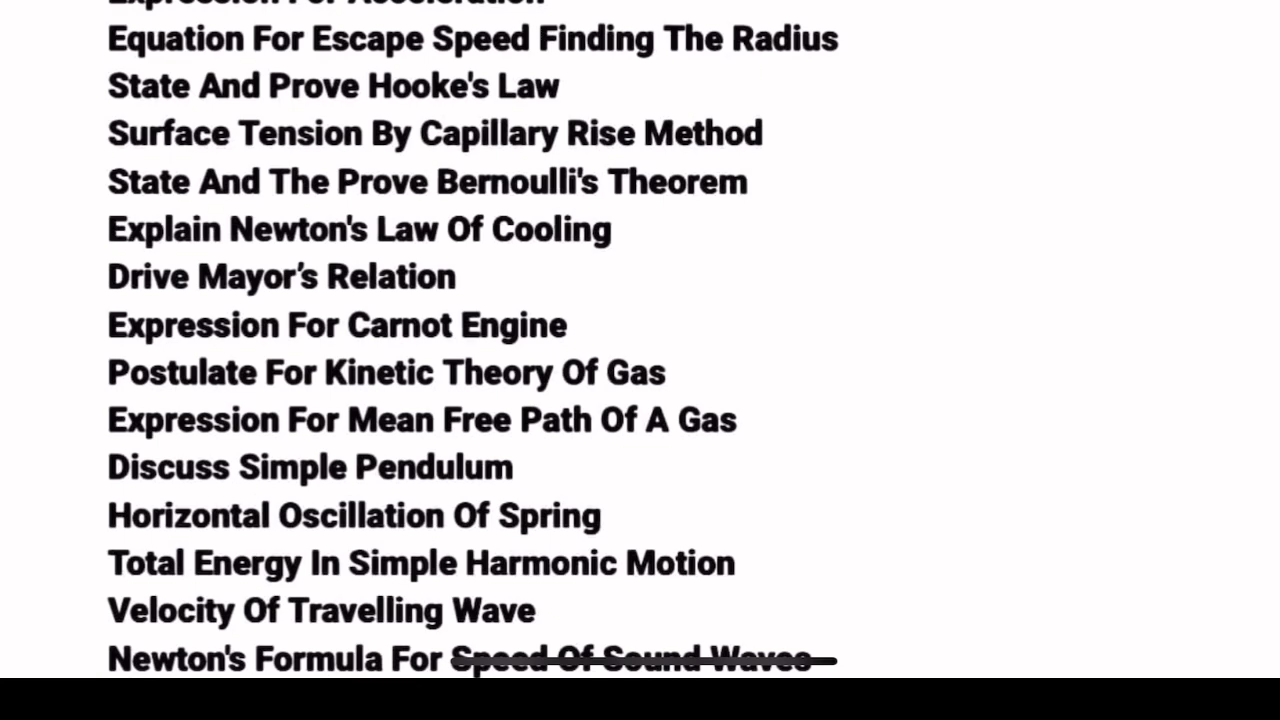 Expression For Acceleration
Equation For Escape Speed Finding The Radius
State And Prove Hooke's Law
Surface Tension By Capillary Rise Method
State And The Prove Bernoulli's Theorem
Explain Newton's Law Of Cooling
Drive Mayor’s Relation
Expression For Carnot Engine
Postulate For Kinetic Theory Of Gas
Expression For Mean Free Path Of A Gas
Discuss Simple Pendulum
Horizontal Oscillation Of Spring
Total Energy In Simple Harmonic Motion
Velocity Of Travelling Wave
Newton's Formula For Speed Of Sound Waves